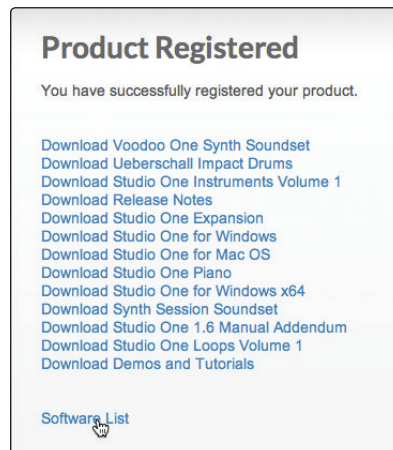 Product Registered
You have successfully registered your product.
Download Voodoo One Synth Soundset
Download Ueberschall Impact Drums
Download Studio One Instruments Volume 1
Download Release Notes
Download Studio One Expansion
Download Studio One for Windows
Download Studio One for Mac OS
Download Studio One Piano
Download Studio One for Windows x64
Download Synth Session Soundset
Download Studio One 1.6 Manual Addendum
Download Studio One Loops Volume 1
Download Demos and Tutorials
Software List